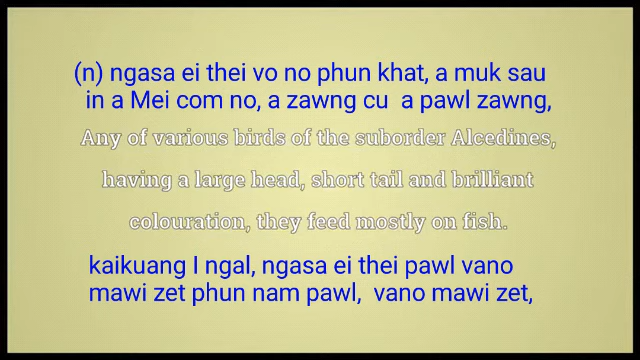 (n) ngasa ei thei vo no phun khat, a muk sau
in a Mei com no, a zawng cu a pawl zawng,
Any of various birds of the suborder Alcedines,
having a large head, short tail and brilliant
colouration, they feed mostly on fish.
kaikuang I ngal, ngasa ei thei pawl vano
mawi zet phun nam pawl, vano mawi zet,